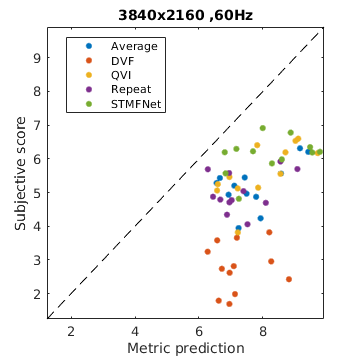 3840x2160 ,60Hz
Average
DVF
QVI
Repeat
STMFNet
Subjective score
9
8
7
6
5
4
3
2
2
4
6
8
Metric prediction